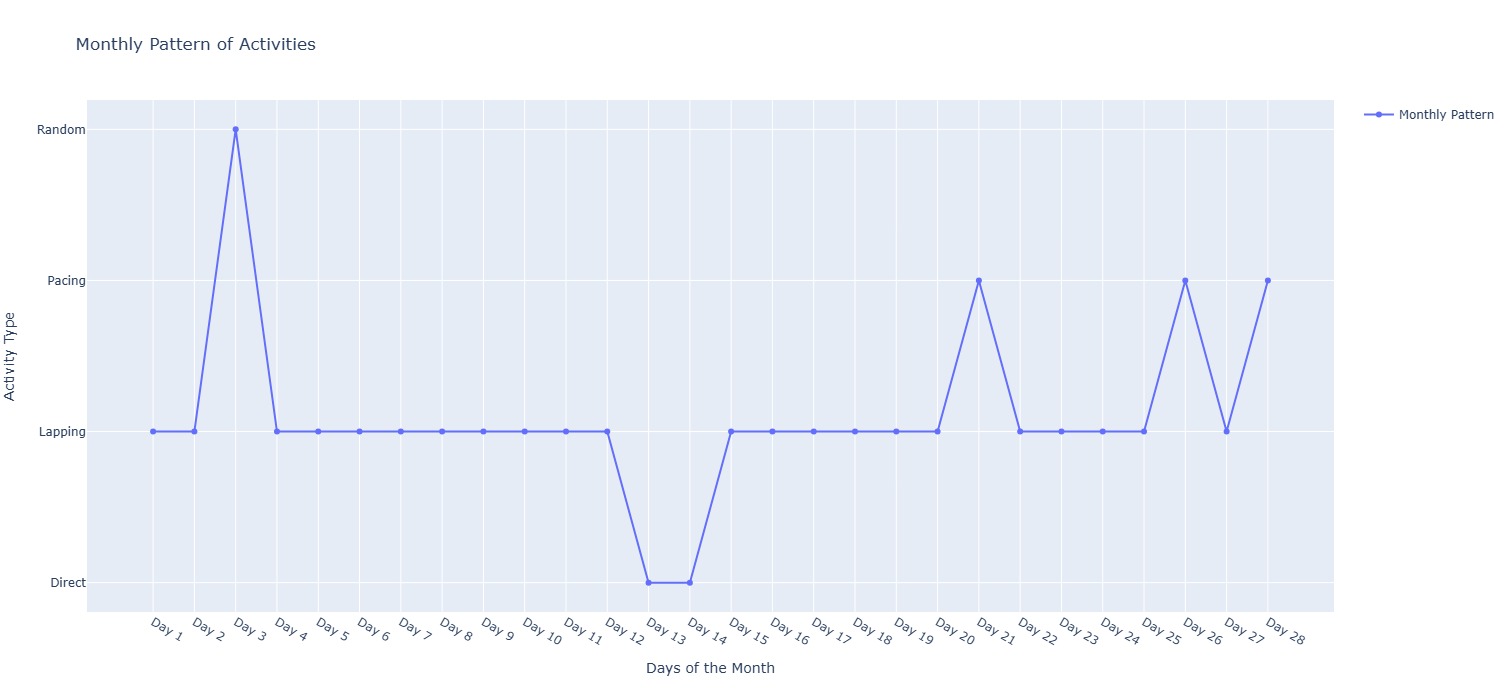 Monthly Pattern of Activities
Monthly Pattern
Random
Pacing
Lapping
Direct
Activity Type
Day 1
Day 2
Day 3
Day 4
Day 5
Day 6
Day 7
Day 8
Day 9
Day 10
Day 11
Day 12
Day 13
Day 14
Day 15
Day 16
Day 17
Day 18
Day 19
Day 20
Day 21
Day 22
Day 23
Day 24
Day 25
Day 26
Day 27
Day 28
Days of the Month